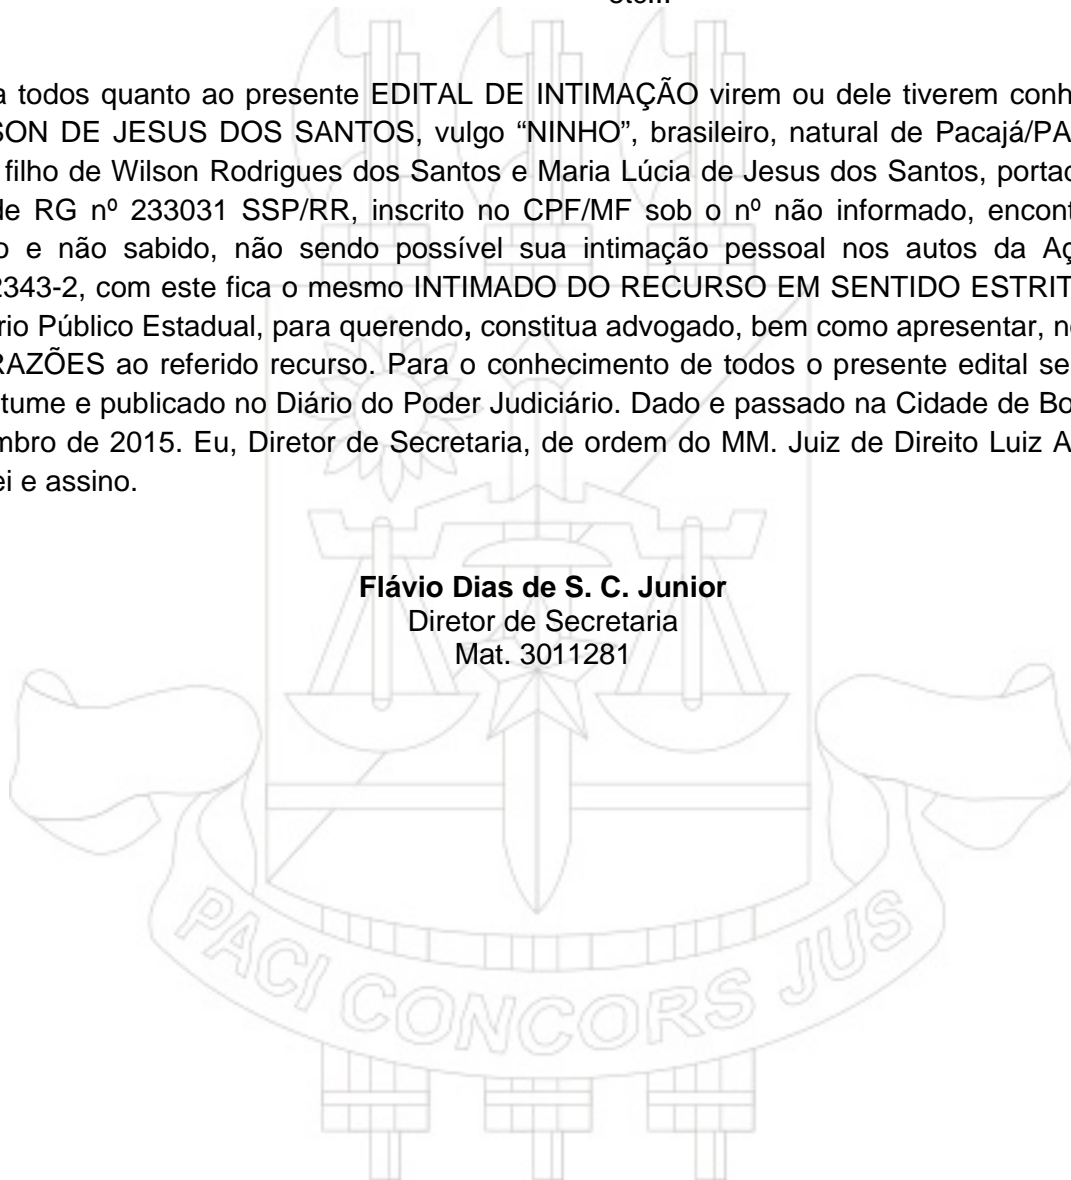 a todos quanto ao presente EDITAL DE INTIMAÇÃO virem ou dele tiverem conh
SON DE JESUS DOS SANTOS, vulgo “NINHO”, brasileiro, natural de Pacajá/PA
filho de Wilson Rodrigues dos Santos e Maria Lúcia de Jesus dos Santos, portad
de RG nº 233031 SSP/RR, inscrito no CPF/MF sob o nº não informado, encont
o e não sabido, não sendo possível sua intimação pessoal nos autos da Aç
2343-2, com este fica o mesmo INTIMADO DO RECURSO EM SENTIDO ESTRIT
rio Público Estadual, para querendo, constitua advogado, bem como apresentar, n
RAZÕES ao referido recurso. Para o conhecimento de todos o presente edital se
tume e publicado no Diário do Poder Judiciário. Dado e passado na Cidade de Bo
mbro de 2015. Eu, Diretor de Secretaria, de ordem do MM. Juiz de Direito Luiz A
ei e assino.
Flávio Dias de S. C. Junior
Diretor de Secretaria
Mat. 3011281
PACI CONCORS JUS